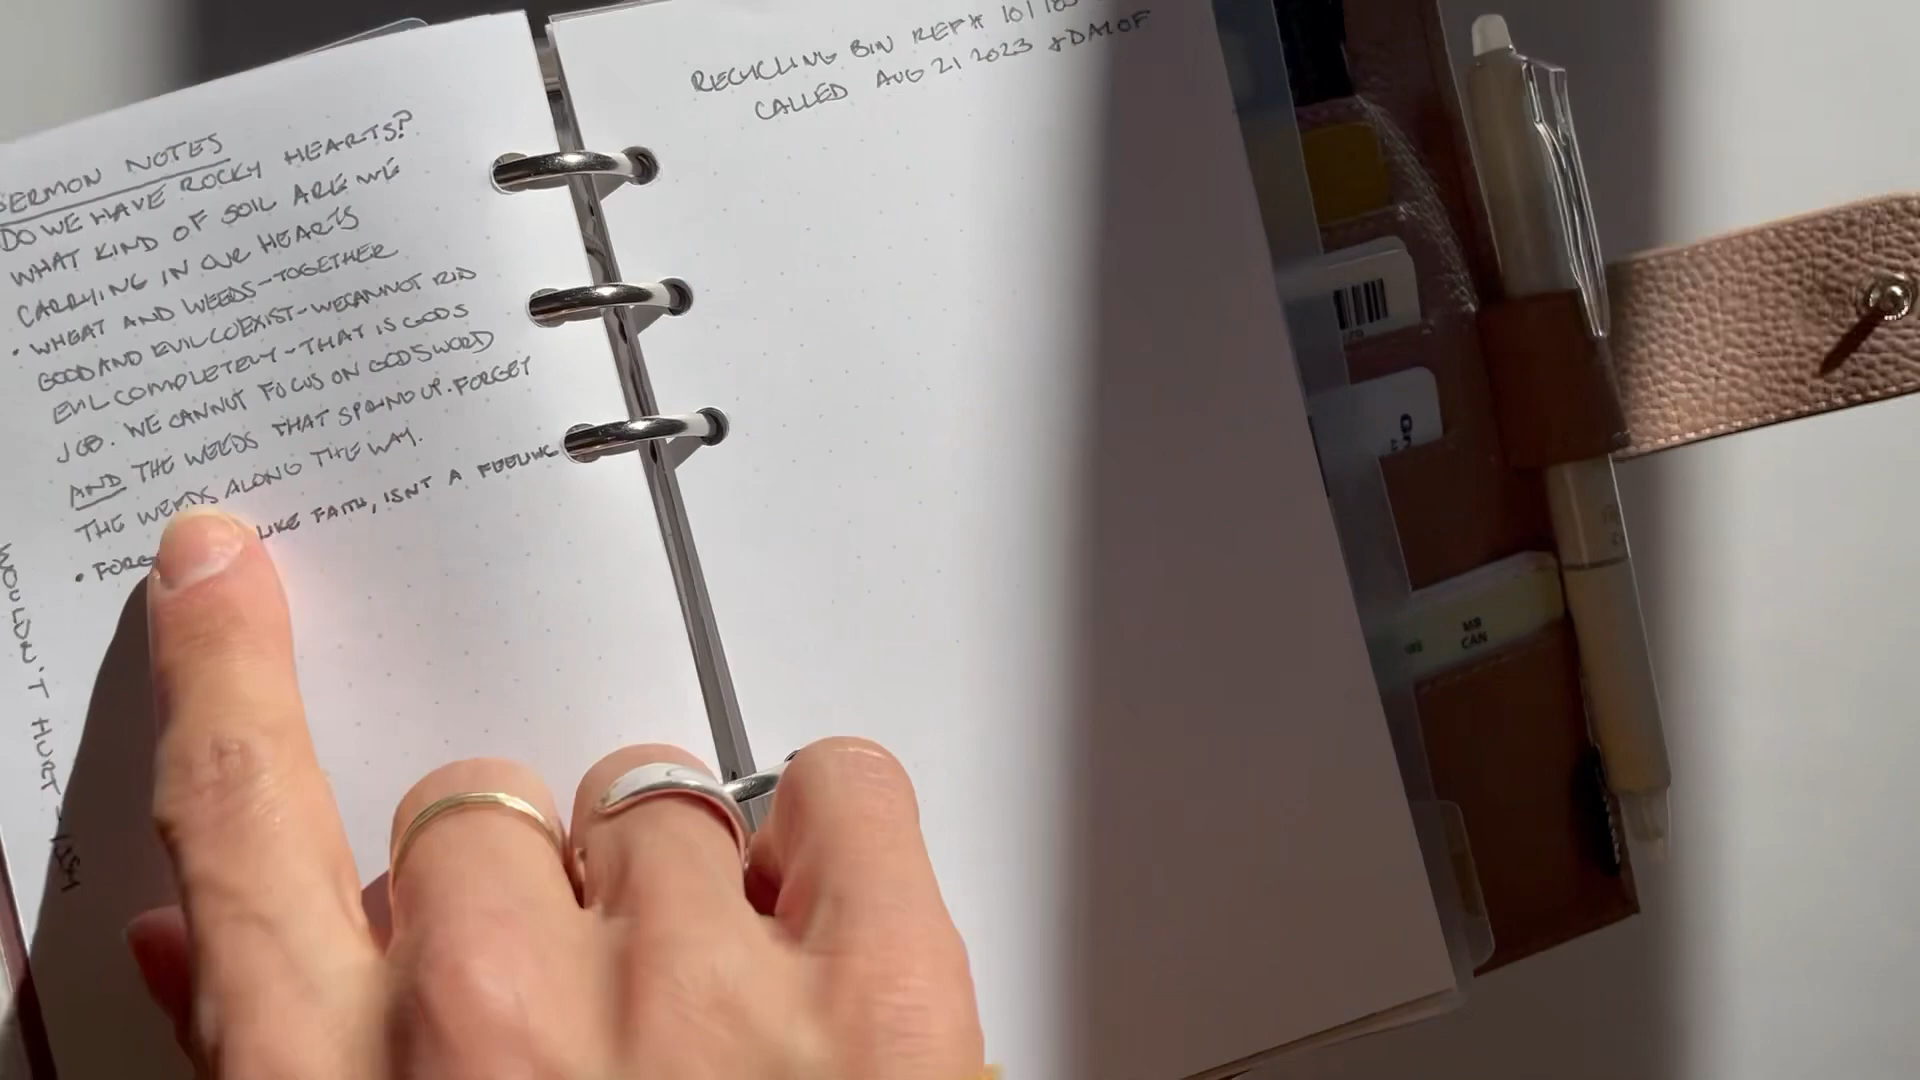 SERMON NOTES
DO WE HAVE ROCKY HEARTS?
WHAT KIND OF SOIL ARE WE
CARRYING IN OUR HEARTS
• WHEAT AND WEEDS-TOGETHER
GOOD AND EVIL COEXIST-WE CANNOT RID
EVIL COMPLETELY-THAT IS GODS
JOB. WE CANNOT FOCUS ON GODS WORD
AND THE WEEDS THAT SPRING UP. FORGET
THE WEEDS ALONG THE WAY.
• LIKE FAITH, ISNT A FEELING
WOULDN'T HURT
RECYCLING BIN REF#
CALLED AUG 21 2023
MB
CAN